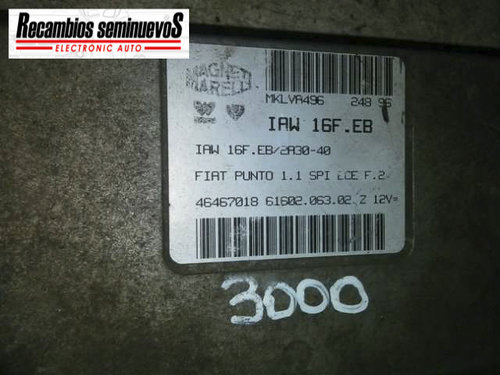 Recambios seminuevos
ELECTRONIC AUTO
MAGNETI
MARELLI
MKLVA496 248 96
IAW 16F.EB
IAW 16F.EB/2A30-40
FIAT PUNTO 1.1 SPI ECE F.2
46467018 61602.063.02 Z 12V=
3000